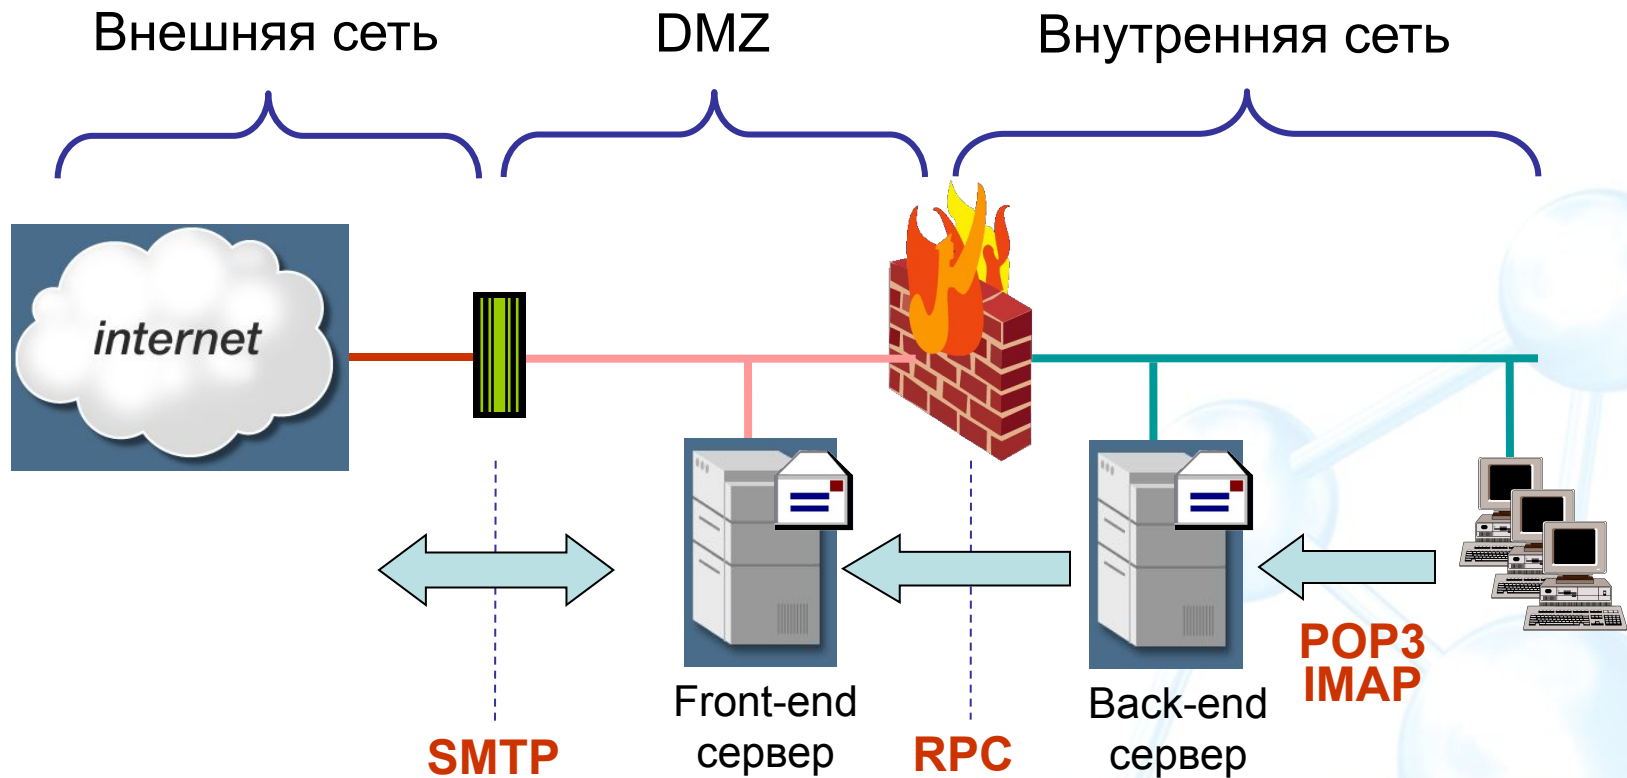 Внешняя сеть
DMZ
Внутренняя сеть
internet
SMTP
Front-end
сервер
RPC
Back-end
сервер
POP3
IMAP